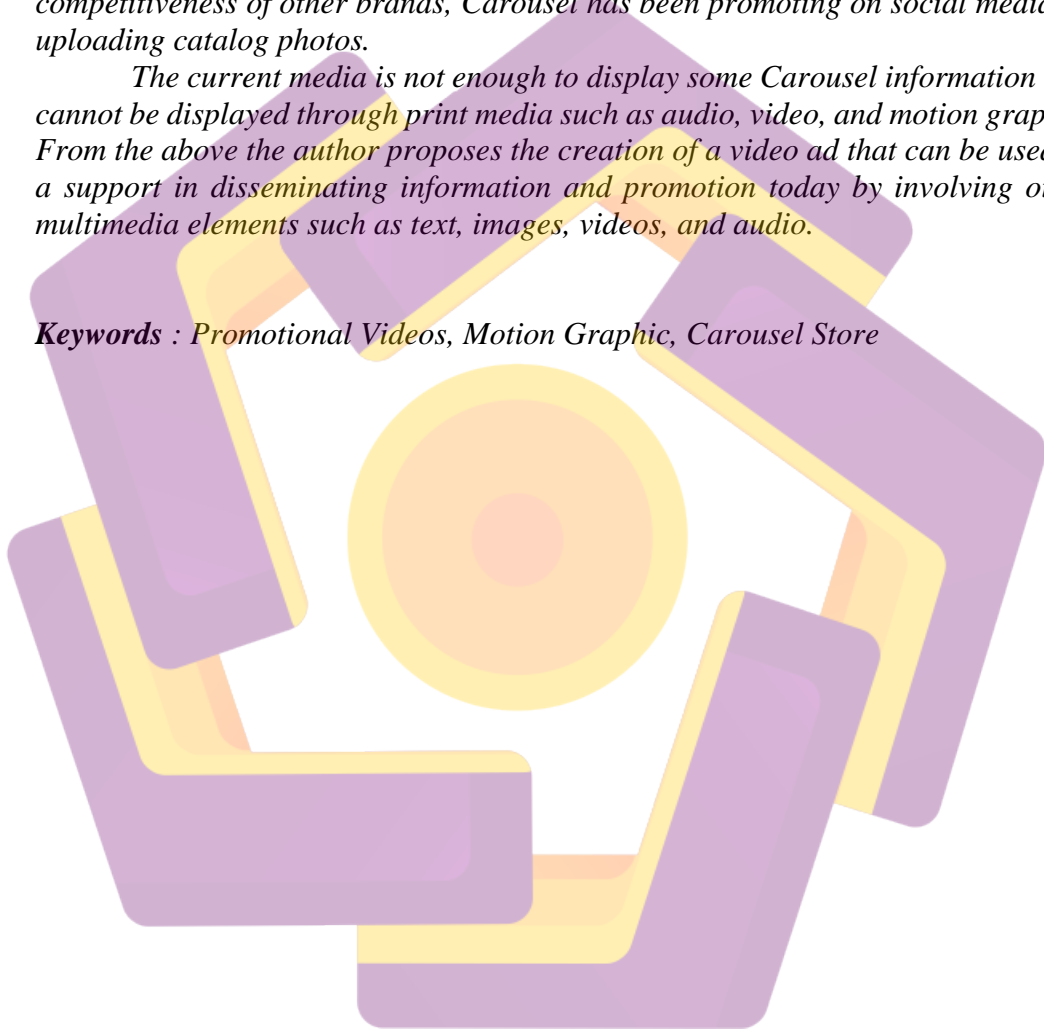 competitiveness of other brands, Carousel has been promoting on social media
uploading catalog photos.
The current media is not enough to display some Carousel information
cannot be displayed through print media such as audio, video, and motion grap
From the above the author proposes the creation of a video ad that can be used
a support in disseminating information and promotion today by involving o
multimedia elements such as text, images, videos, and audio.
Keywords : Promotional Videos, Motion Graphic, Carousel Store